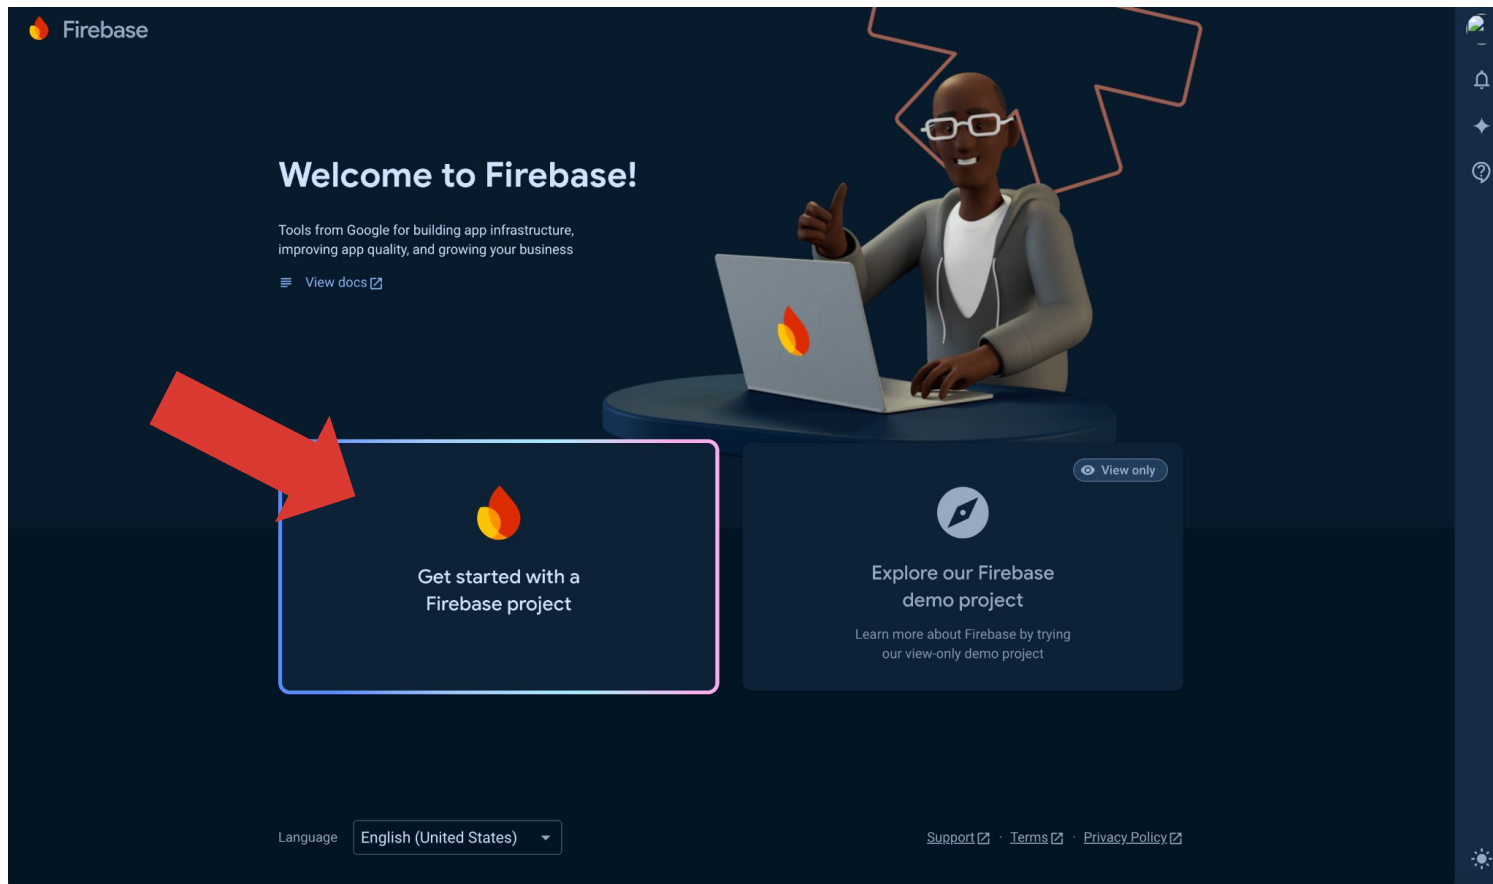 Firebase
Welcome to Firebase!
Tools from Google for building app infrastructure,
improving app quality, and growing your business
View docs
Get started with a
Firebase project
View only
Explore our Firebase
demo project
Learn more about Firebase by trying
our view-only demo project
Language English (United States)
Support · Terms · Privacy Policy